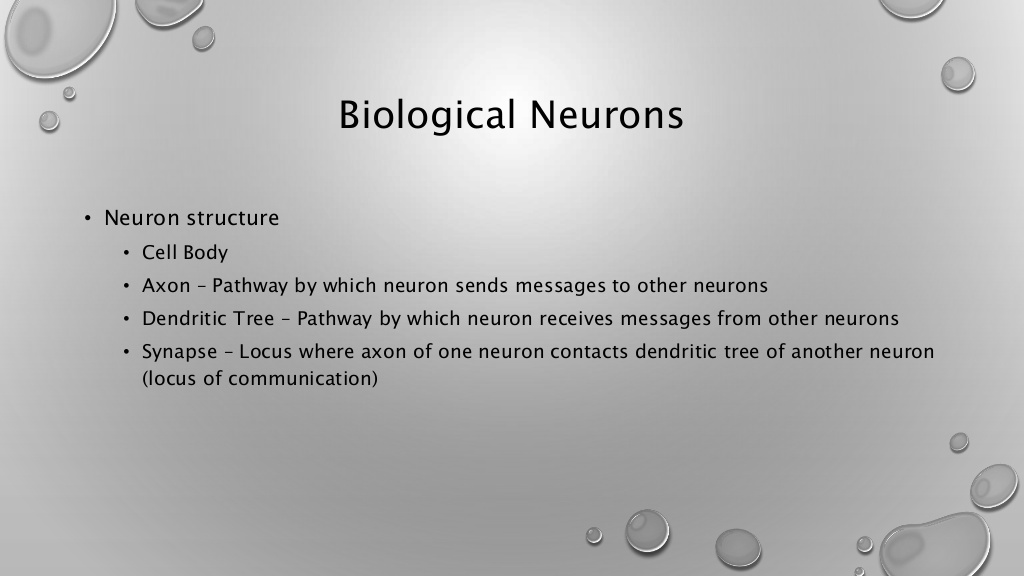 Biological Neurons
• Neuron structure
• Cell Body
• Axon – Pathway by which neuron sends messages to other neurons
• Dendritic Tree – Pathway by which neuron receives messages from other neurons
• Synapse – Locus where axon of one neuron contacts dendritic tree of another neuron
(locus of communication)